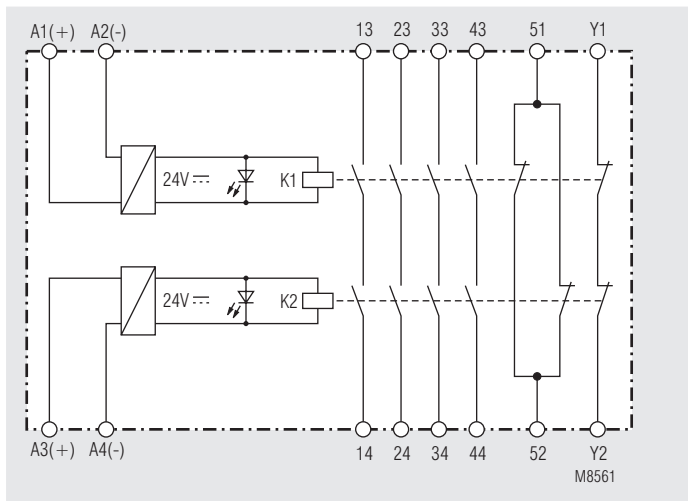 A1(+) A2(-) 13 23 33 43 51 Y1
24V K1
24V K2
A3(+) A4(-) 14 24 34 44 52 Y2
M8561